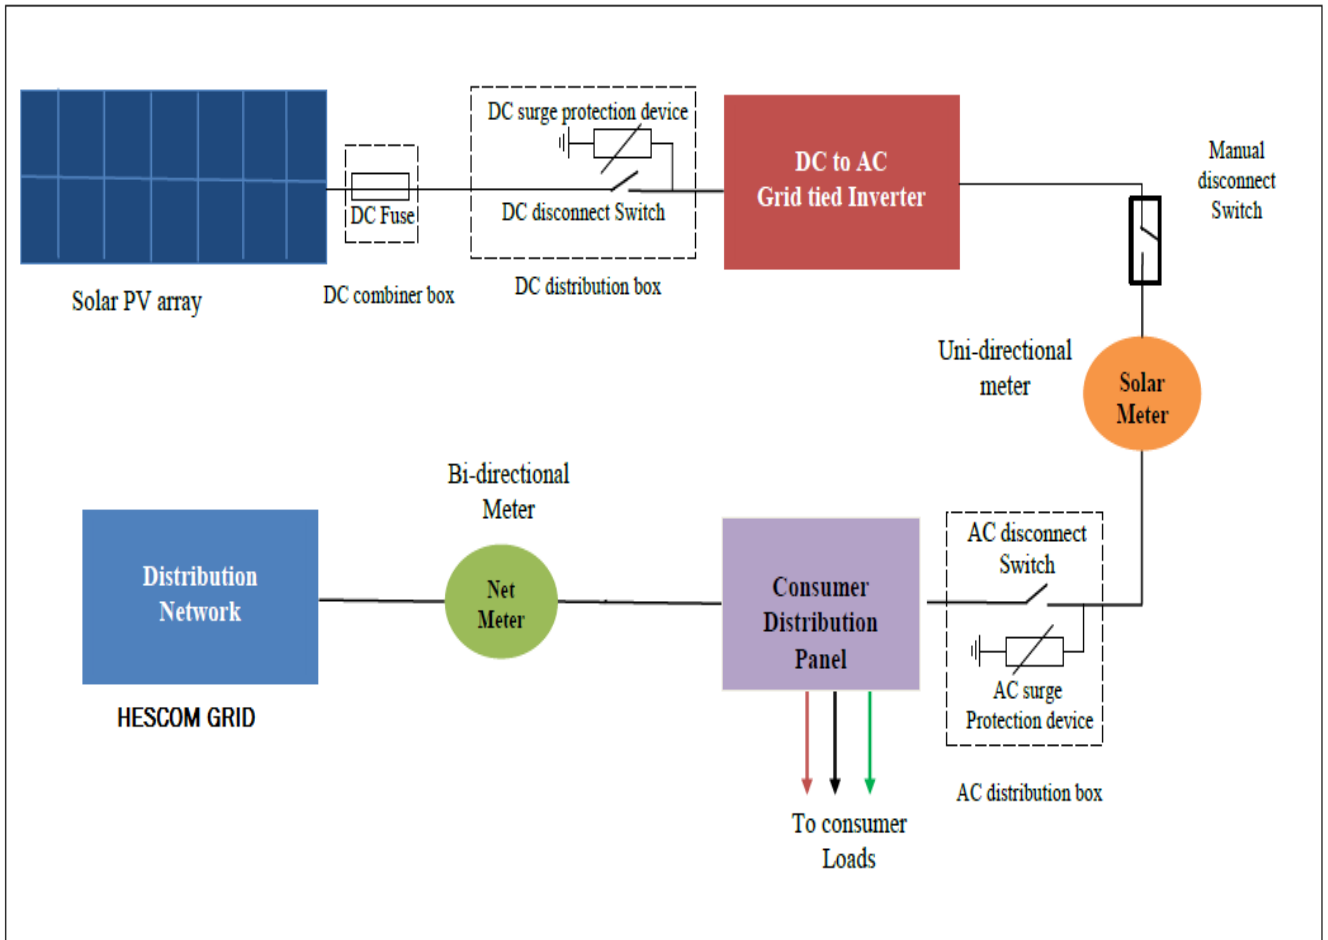 DC surge protection device
DC Fuse
DC disconnect Switch
Solar PV array
DC combiner box
DC distribution box
DC to AC
Grid tied Inverter
Manual
disconnect
Switch
Uni-directional
meter
Solar
Meter
Bi-directional
Meter
Distribution
Network
HESCOM GRID
Net
Meter
Consumer
Distribution
Panel
AC disconnect
Switch
AC surge
Protection device
AC distribution box
To consumer
Loads